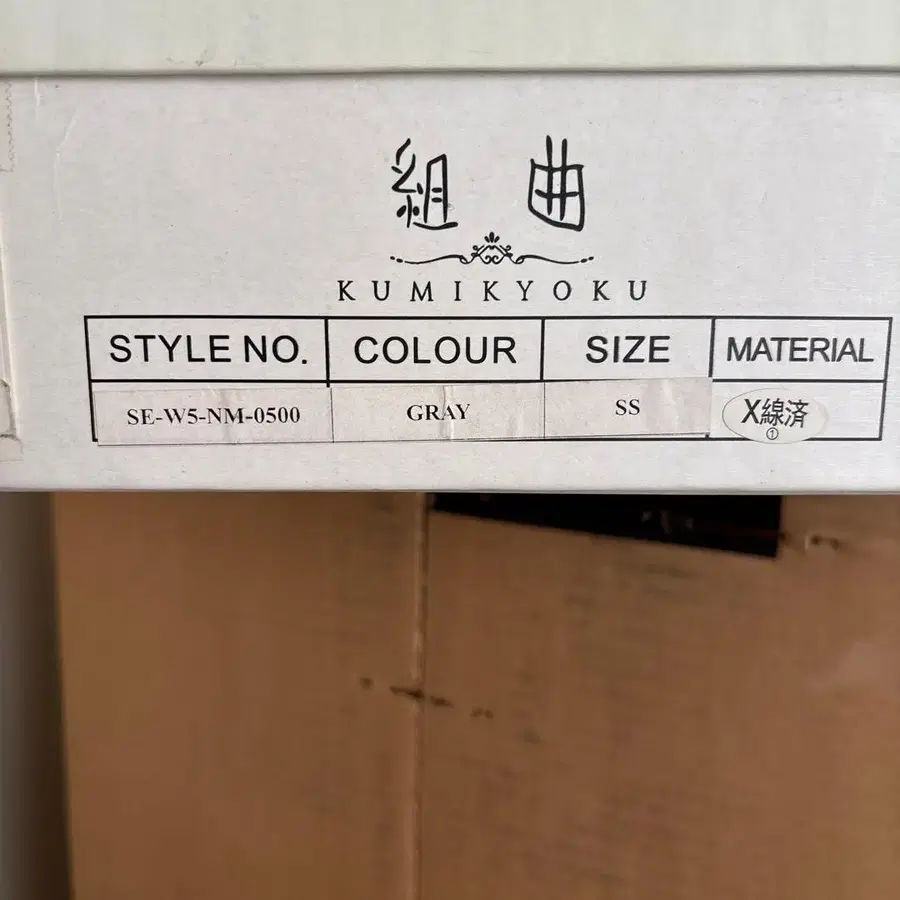 組曲
KUMIKYOKU
STYLE NO. COLOUR SIZE MATERIAL
SE-W5-NM-0500 GRAY SS X線済
①